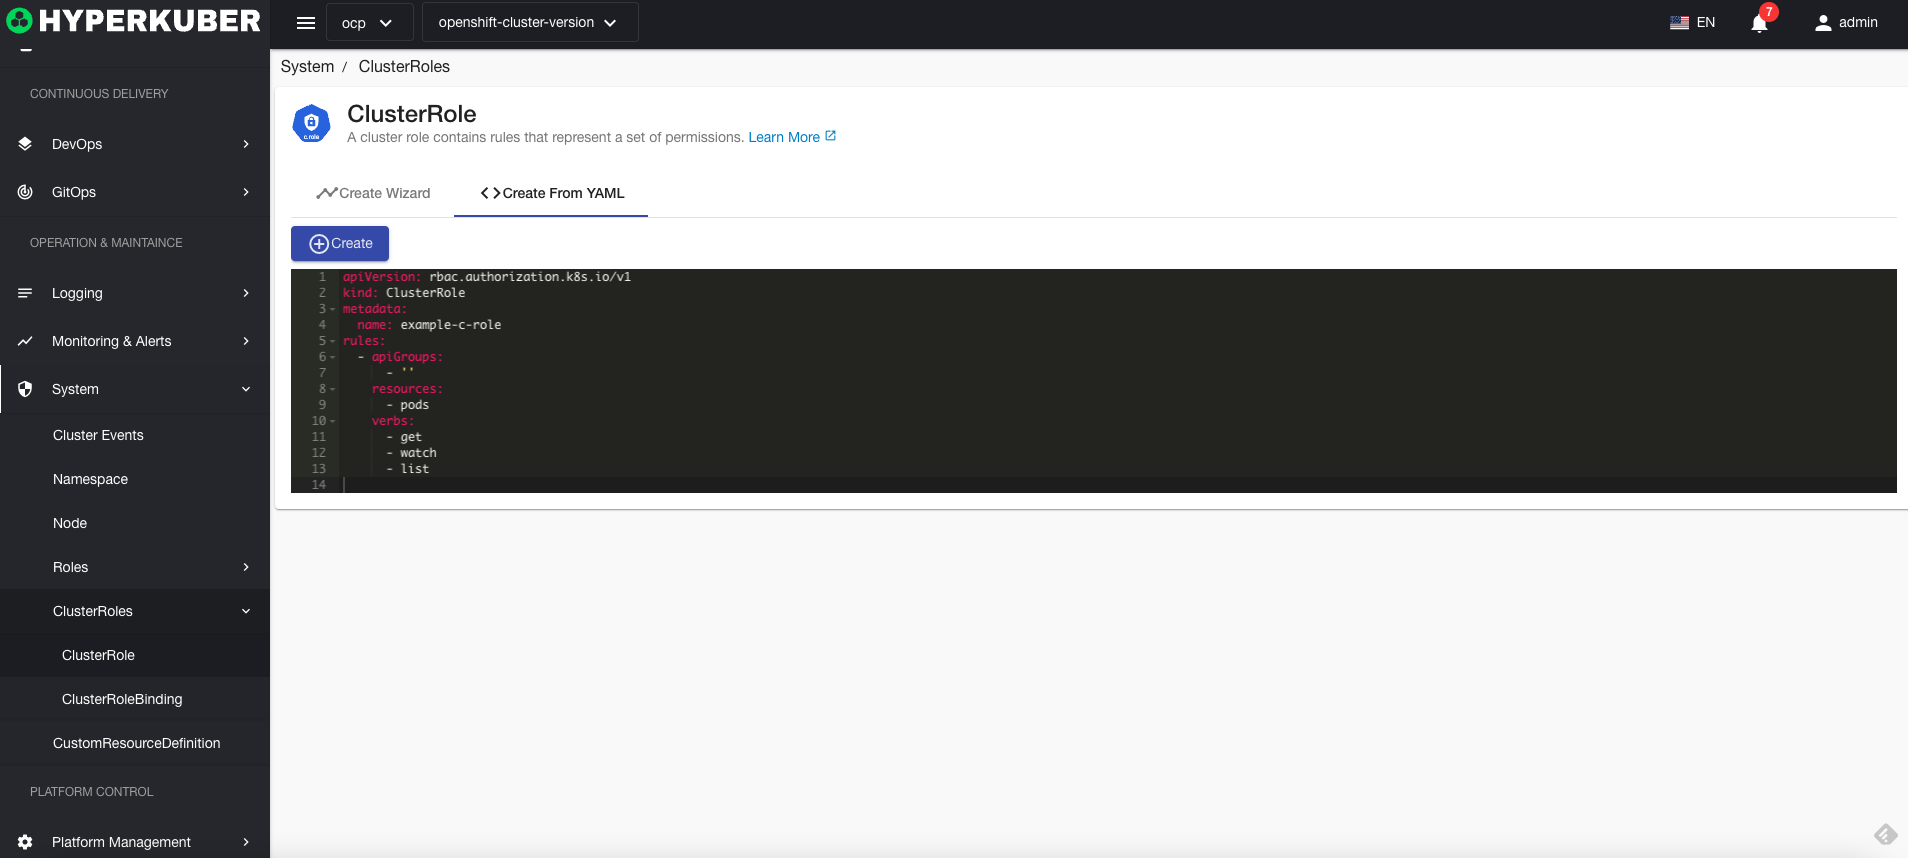 HYPERKUBER
ocp
openshift-cluster-version
EN
7
admin
System / ClusterRoles
CONTINUOUS DELIVERY
DevOps
GitOps
OPERATION & MAINTAINCE
Logging
Monitoring & Alerts
System
Cluster Events
Namespace
Node
Roles
ClusterRoles
ClusterRole
ClusterRoleBinding
CustomResourceDefinition
PLATFORM CONTROL
Platform Management
c.role
ClusterRole
A cluster role contains rules that represent a set of permissions. Learn More
Create Wizard
Create From YAML
Create
1 apiVersion: rbac.authorization.k8s.io/v1
2 kind: ClusterRole
3 metadata:
4 name: example-c-role
5 rules:
6 - apiGroups:
7 - ''
8 resources:
9 - pods
10 verbs:
11 - get
12 - watch
13 - list
14